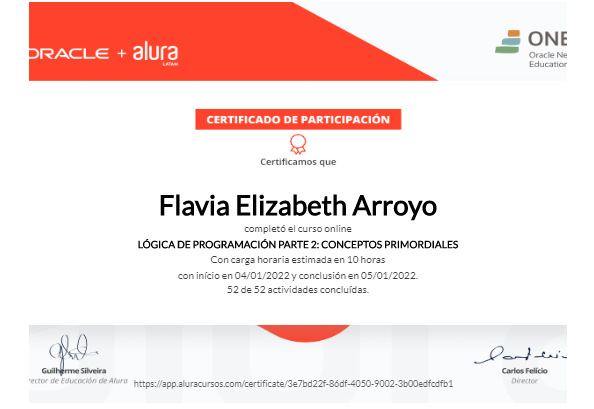 ORACLE + alura
LATAM
ONE
Oracle Ne
Education
CERTIFICADO DE PARTICIPACIÓN
Certificamos que
Flavia Elizabeth Arroyo
completó el curso online
LÓGICA DE PROGRAMACIÓN PARTE 2: CONCEPTOS PRIMORDIALES
Con carga horaria estimada en 10 horas
con início en 04/01/2022 y conclusión en 05/01/2022.
52 de 52 actividades concluídas.
Guilherme Silveira
rector de Educación de Alura
https://app.aluracursos.com/certificate/3e7bd22f-86df-4050-9002-3b00edfcdfb1
Carlos Felício
Director